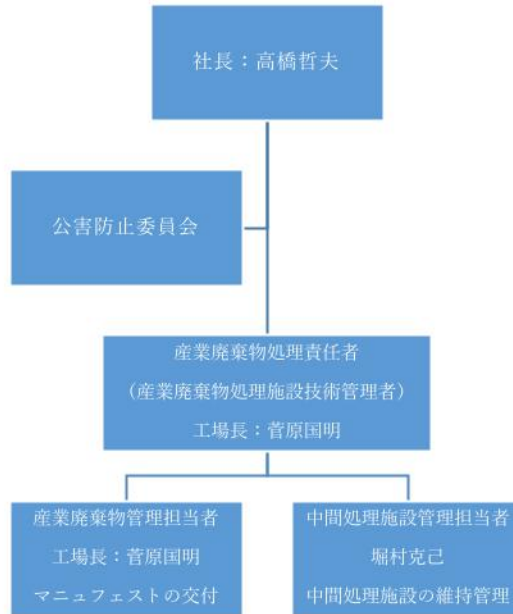 社長：高橋哲夫
公害防止委員会
産業廃棄物処理責任者
（産業廃棄物処理施設技術管理者）
工場長：菅原国明
産業廃棄物管理担当者
工場長：菅原国明
マニュフェストの交付
中間処理施設管理担当者
堀村克己
中間処理施設の維持管理